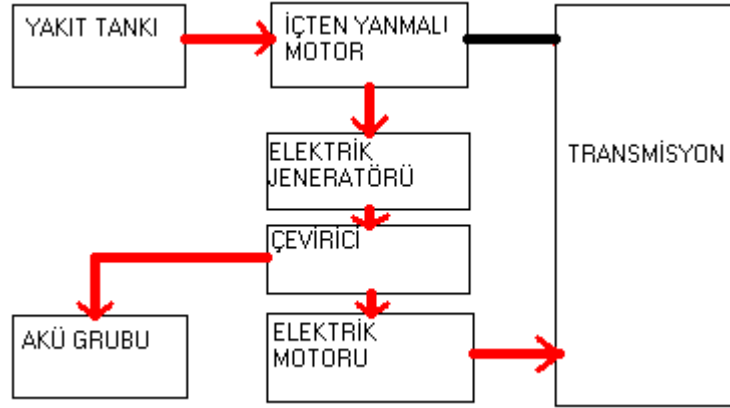 YAKIT TANKI
İÇTEN YANMALI
MOTOR
TRANSMİSYON
ELEKTRİK
JENERATÖRÜ
ÇEVİRİCİ
AKÜ GRUBU
ELEKTRİK
MOTORU